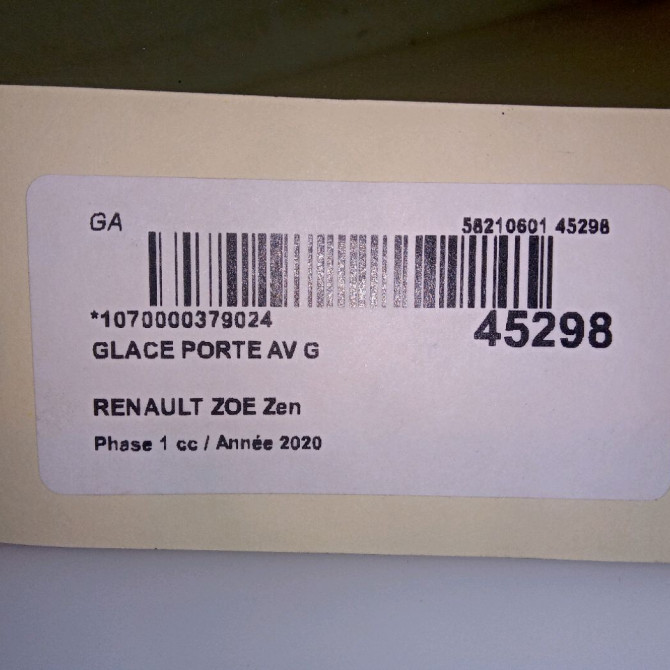 GA 58210601 45298
*1070000379024 45298
GLACE PORTE AV G
RENAULT ZOE Zen
Phase 1 cc / Année 2020